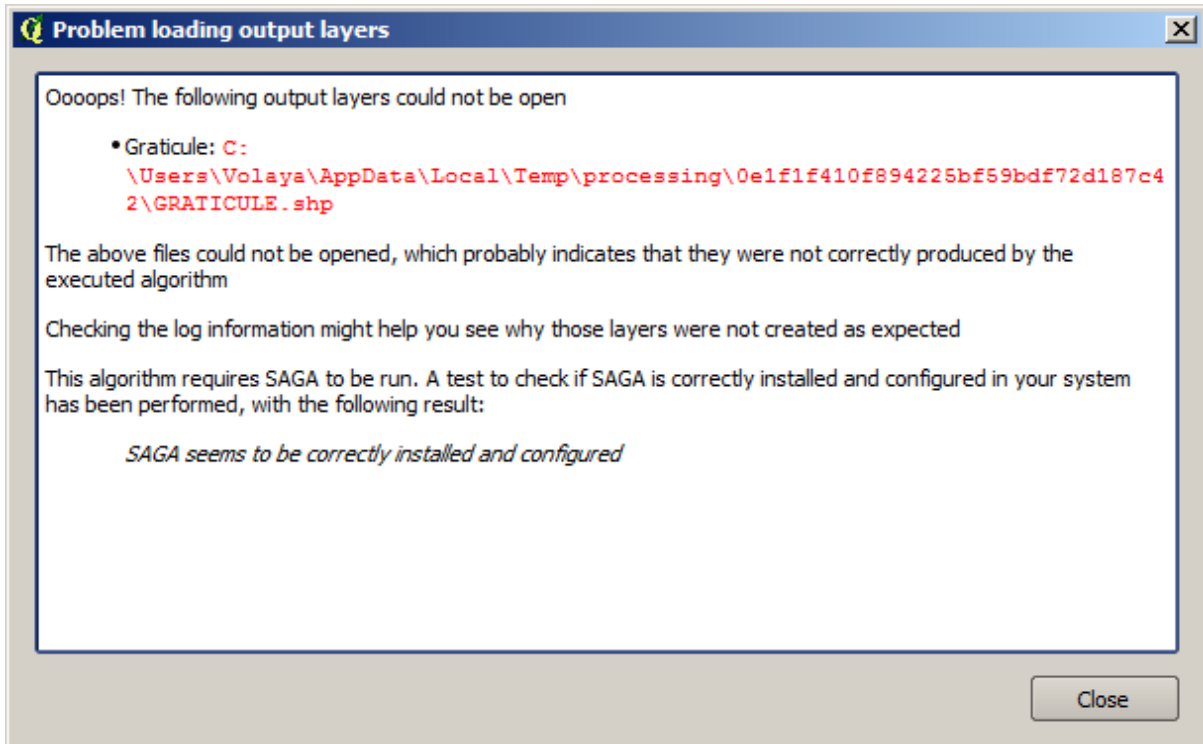 Problem loading output layers
Oooops! The following output layers could not be open
•Graticule: C:
\Users\Volaya\AppData\Local\Temp\processing\0e1f1f410f894225bf59bdf72d187c4
2\GRATICULE.shp
The above files could not be opened, which probably indicates that they were not correctly produced by the
executed algorithm
Checking the log information might help you see why those layers were not created as expected
This algorithm requires SAGA to be run. A test to check if SAGA is correctly installed and configured in your system
has been performed, with the following result:
SAGA seems to be correctly installed and configured
Close